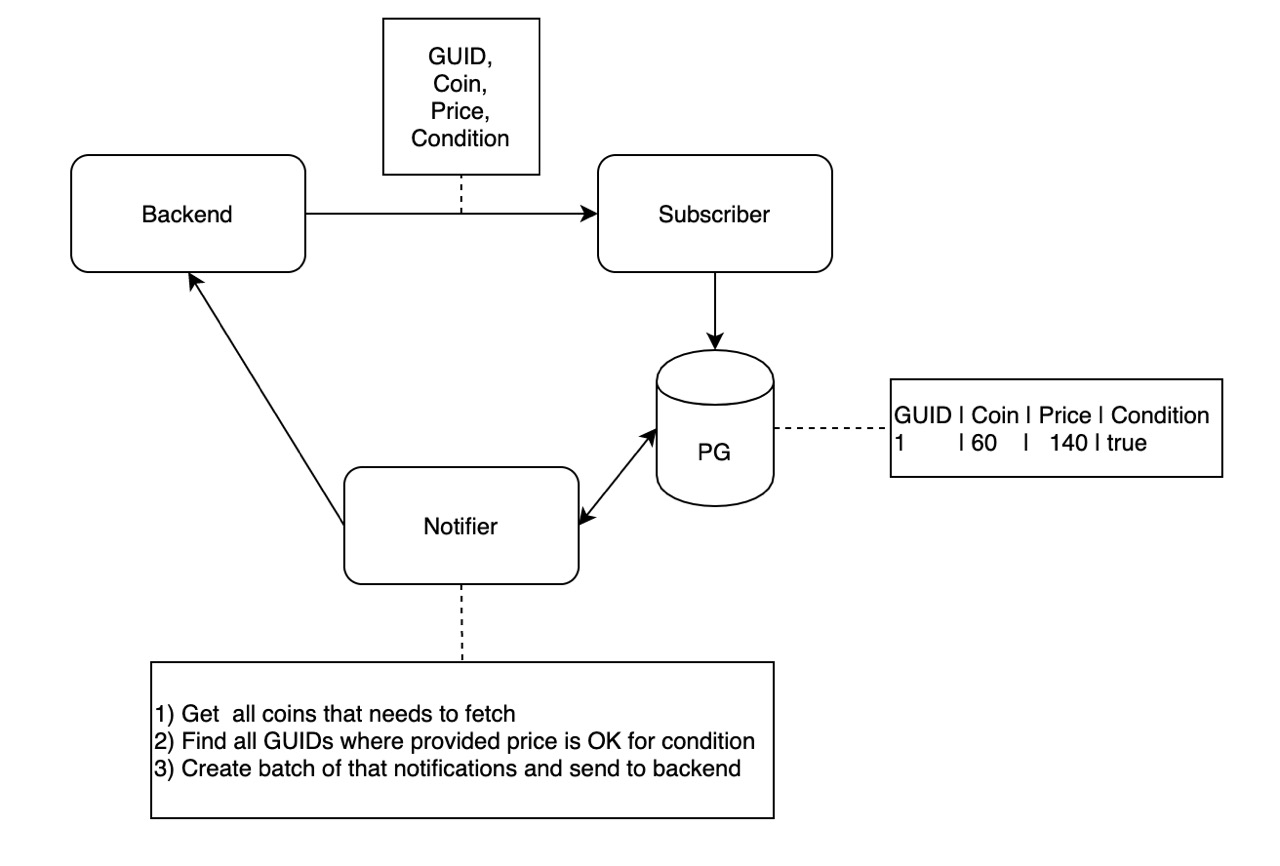 GUID,
Coin,
Price,
Condition
Backend
Subscriber
PG
GUID | Coin | Price | Condition
1 | 60 | 140 | true
Notifier
1) Get all coins that needs to fetch
2) Find all GUIDs where provided price is OK for condition
3) Create batch of that notifications and send to backend